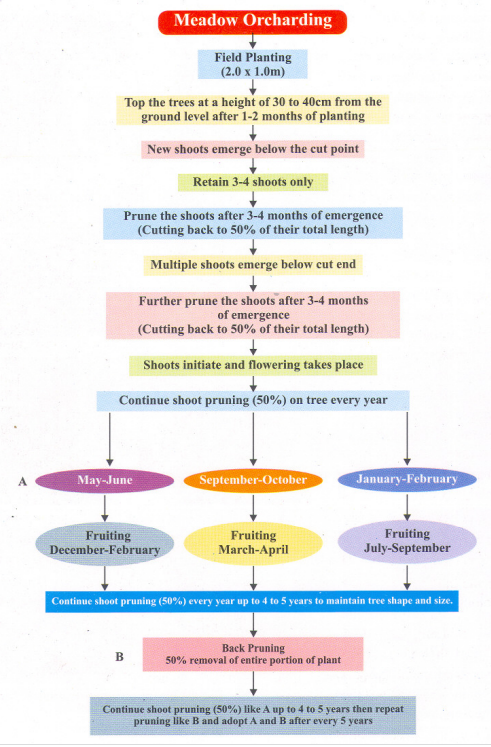 Meadow Orcharding
Field Planting
(2.0 x 1.0m)
Top the trees at a height of 30 to 40cm from the
ground level after 1-2 months of planting
New shoots emerge below the cut point
Retain 3-4 shoots only
Prune the shoots after 3-4 months of emergence
(Cutting back to 50% of their total length)
Multiple shoots emerge below cut end
Further prune the shoots after 3-4 months
of emergence
(Cutting back to 50% of their total length)
Shoots initiate and flowering takes place
Continue shoot pruning (50%) on tree every year
A
May-June
September-October
January-February
Fruiting
December-February
Fruiting
March-April
Fruiting
July-September
Continue shoot pruning (50%) every year up to 4 to 5 years to maintain tree shape and size.
B
Back Pruning
50% removal of entire portion of plant
Continue shoot pruning (50%) like A up to 4 to 5 years then repeat
pruning like B and adopt A and B after every 5 years